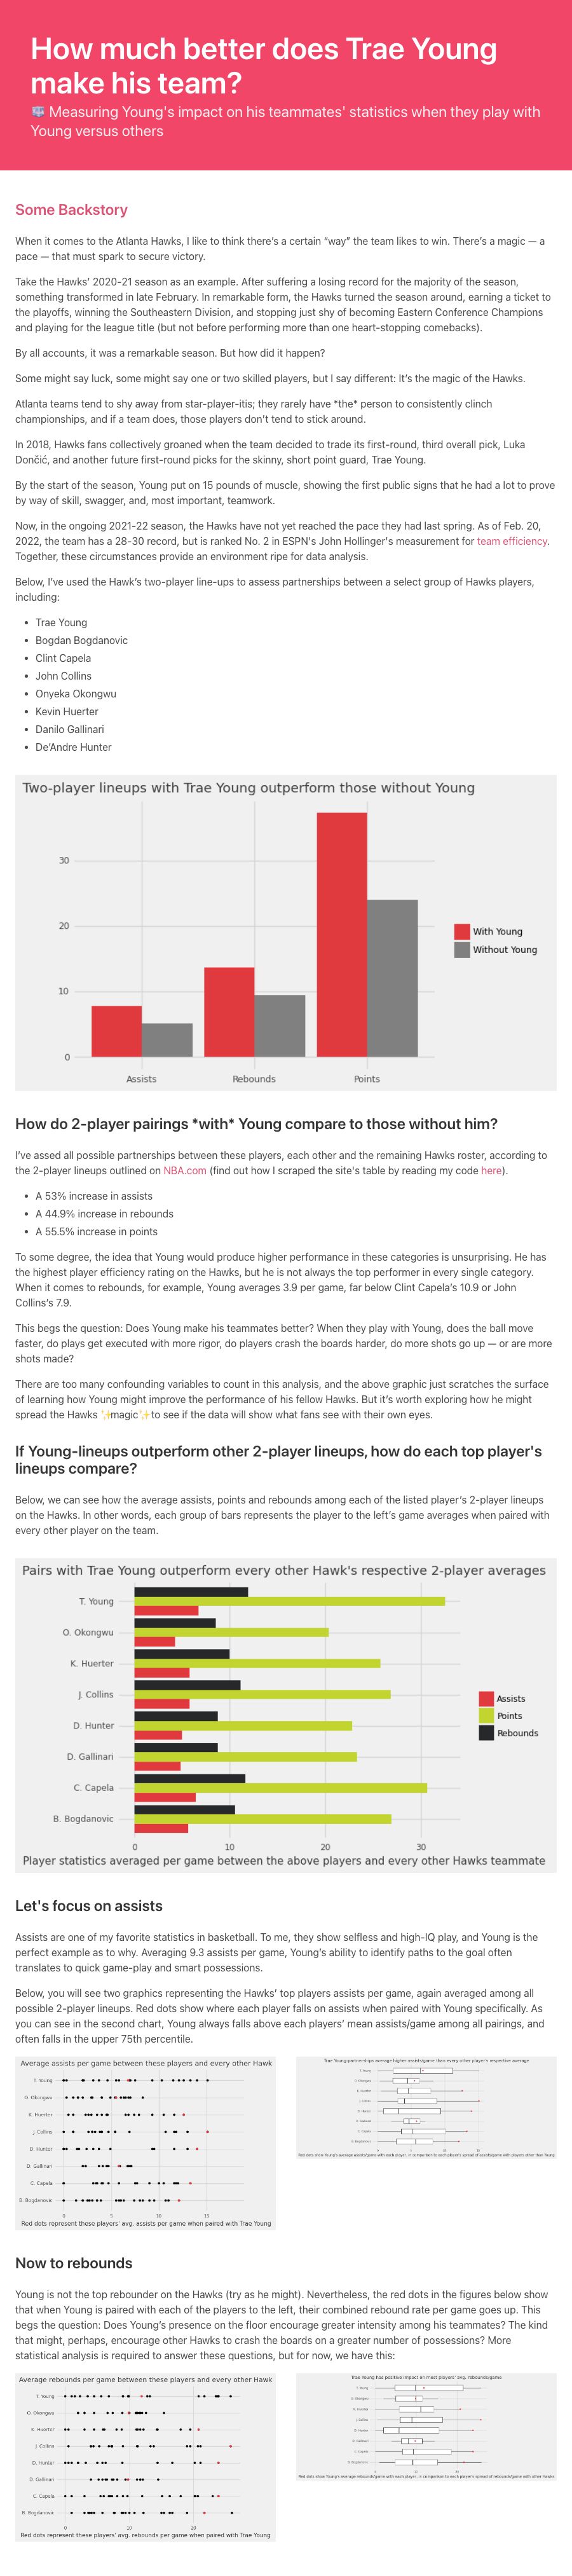 How much better does Trae Young
make his team?
Measuring Young's impact on his teammates' statistics when they play with
Young versus others
Some Backstory
When it comes to the Atlanta Hawks, I like to think there’s a certain “way” the team likes to win. There’s a magic — a
pace — that must spark to secure victory.
Take the Hawks’ 2020-21 season as an example. After suffering a losing record for the majority of the season,
something transformed in late February. In remarkable form, the Hawks turned the season around, earning a ticket to
the playoffs, winning the Southeastern Division, and stopping just shy of becoming Eastern Conference Champions
and playing for the league title (but not before performing more than one heart-stopping comebacks).
By all accounts, it was a remarkable season. But how did it happen?
Some might say luck, some might say one or two skilled players, but I say different: It’s the magic of the Hawks.
Atlanta teams tend to shy away from star-player-itis; they rarely have *the* person to consistently clinch
championships, and if a team does, those players don't tend to stick around.
In 2018, Hawks fans collectively groaned when the team decided to trade its first-round, third overall pick, Luka
Dončić, and another future first-round picks for the skinny, short point guard, Trae Young.
By the start of the season, Young put on 15 pounds of muscle, showing the first public signs that he had a lot to prove
by way of skill, swagger, and, most important, teamwork.
Now, in the ongoing 2021-22 season, the Hawks have not yet reached the pace they had last spring. As of Feb. 20,
2022, the team has a 28-30 record, but is ranked No. 2 in ESPN's John Hollinger's measurement for team efficiency.
Together, these circumstances provide an environment ripe for data analysis.
Below, I’ve used the Hawk’s two-player line-ups to assess partnerships between a select group of Hawks players,
including:
• Trae Young
• Bogdan Bogdanovic
• Clint Capela
• John Collins
• Onyeka Okongwu
• Kevin Huerter
• Danilo Gallinari
• De’Andre Hunter
Two-player lineups with Trae Young outperform those without Young
30
20
10
0
With Young
Without Young
Assists
Rebounds
Points
How do 2-player pairings *with* Young compare to those without him?
I’ve assed all possible partnerships between these players, each other and the remaining Hawks roster, according to
the 2-player lineups outlined on NBA.com (find out how I scraped the site's table by reading my code here).
• A 53% increase in assists
• A 44.9% increase in rebounds
• A 55.5% increase in points
To some degree, the idea that Young would produce higher performance in these categories is unsurprising. He has
the highest player efficiency rating on the Hawks, but he is not always the top performer in every single category.
When it comes to rebounds, for example, Young averages 3.9 per game, far below Clint Capela’s 10.9 or John
Collins’s 7.9.
This begs the question: Does Young make his teammates better? When they play with Young, does the ball move
faster, do plays get executed with more rigor, do players crash the boards harder, do more shots go up — or are more
shots made?
There are too many confounding variables to count in this analysis, and the above graphic just scratches the surface
of learning how Young might improve the performance of his fellow Hawks. But it’s worth exploring how he might
spread the Hawks ✨magic✨to see if the data will show what fans see with their own eyes.
If Young-lineups outperform other 2-player lineups, how do each top player's
lineups compare?
Below, we can see how the average assists, points and rebounds among each of the listed player’s 2-player lineups
on the Hawks. In other words, each group of bars represents the player to the left’s game averages when paired with
every other player on the team.
Pairs with Trae Young outperform every other Hawk's respective 2-player averages
T. Young
O. Okongwu
K. Huerter
J. Collins
D. Hunter
D. Gallinari
C. Capela
B. Bogdanovic
Assists
Points
Rebounds
0 10 20 30
Player statistics averaged per game between the above players and every other Hawks teammate
Let's focus on assists
Assists are one of my favorite statistics in basketball. To me, they show selfless and high-IQ play, and Young is the
perfect example as to why. Averaging 9.3 assists per game, Young’s ability to identify paths to the goal often
translates to quick game-play and smart possessions.
Below, you will see two graphics representing the Hawks’ top players assists per game, again averaged among all
possible 2-player lineups. Red dots show where each player falls on assists when paired with Young specifically. As
you can see in the second chart, Young always falls above each players’ mean assists/game among all pairings, and
often falls in the upper 75th percentile.
Average assists per game between these players and every other Hawk
T. Young
O. Okongwu
K. Huerter
J. Collins
D. Hunter
D. Gallinari
C. Capela
B. Bogdanovic
0 5 10 15
Red dots represent these players' avg. assists per game when paired with Trae Young
Trae Young partnerships average higher assists/game than every other player's respective average
Now to rebounds
Young is not the top rebounder on the Hawks (try as he might). Nevertheless, the red dots in the figures below show
that when Young is paired with each of the players to the left, their combined rebound rate per game goes up. This
begs the question: Does Young’s presence on the floor encourage greater intensity among his teammates? The kind
that might, perhaps, encourage other Hawks to crash the boards on a greater number of possessions? More
statistical analysis is required to answer these questions, but for now, we have this:
Average rebounds per game between these players and every other Hawk
T. Young
O. Okongwu
K. Huerter
J. Collins
D. Hunter
D. Gallinari
C. Capela
B. Bogdanovic
0 10 20
Red dots represent these players' avg. rebounds per game when paired with Trae Young
Trae Young has positive impact on most players' avg. rebounds/game